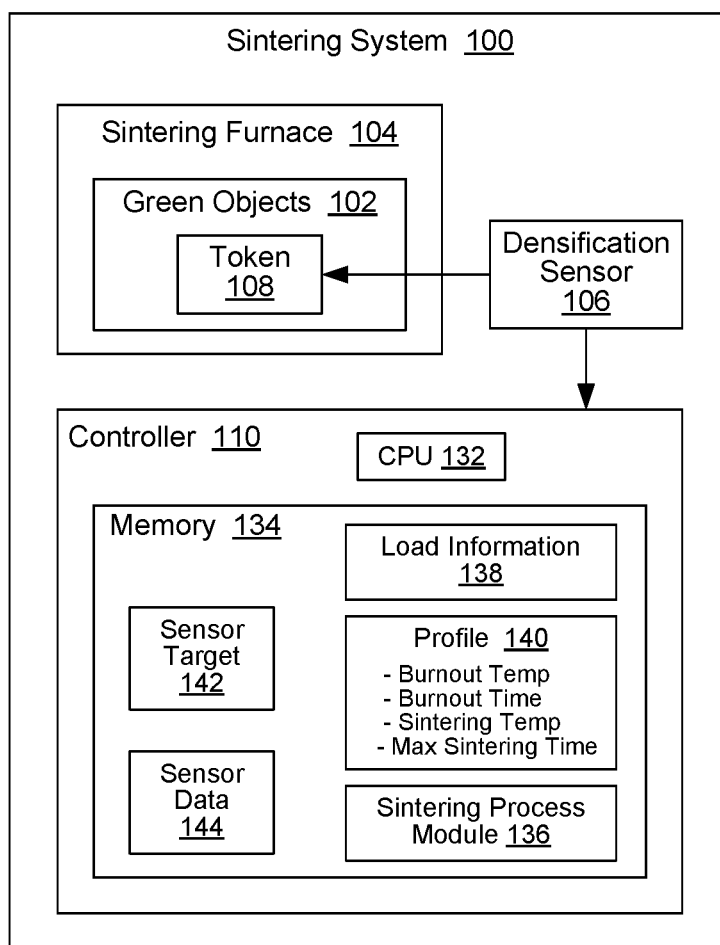 Sintering System 100
Sintering Furnace 104
Green Objects 102
Token
108
Densification
Sensor
106
Controller 110
CPU 132
Memory 134
Load Information
138
Sensor
Target
142
Profile 140
- Burnout Temp
- Burnout Time
- Sintering Temp
- Max Sintering Time
Sensor
Data
144
Sintering Process
Module 136